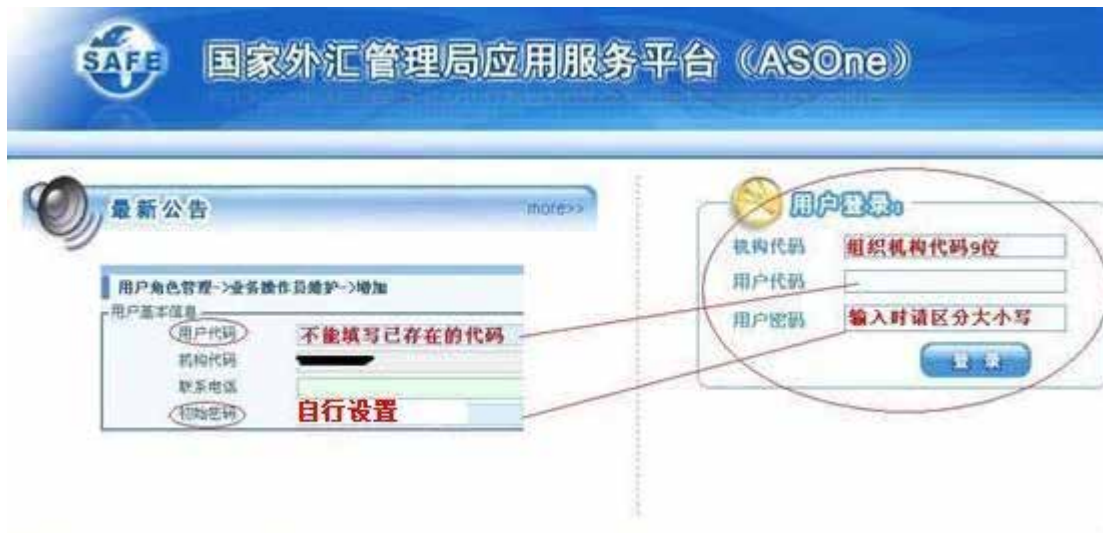 SAFE 国家外汇管理局应用服务平台（ASOne）
最新公告
more>>
用户角色管理->业务操作员维护->增加
用户基本信息
用户代码 不能填写已存在的代码
机构代码
联系电话
初始密码 自行设置
用户登录：
机构代码 组织机构代码9位
用户代码
用户密码 输入时请区分大小写
登 录